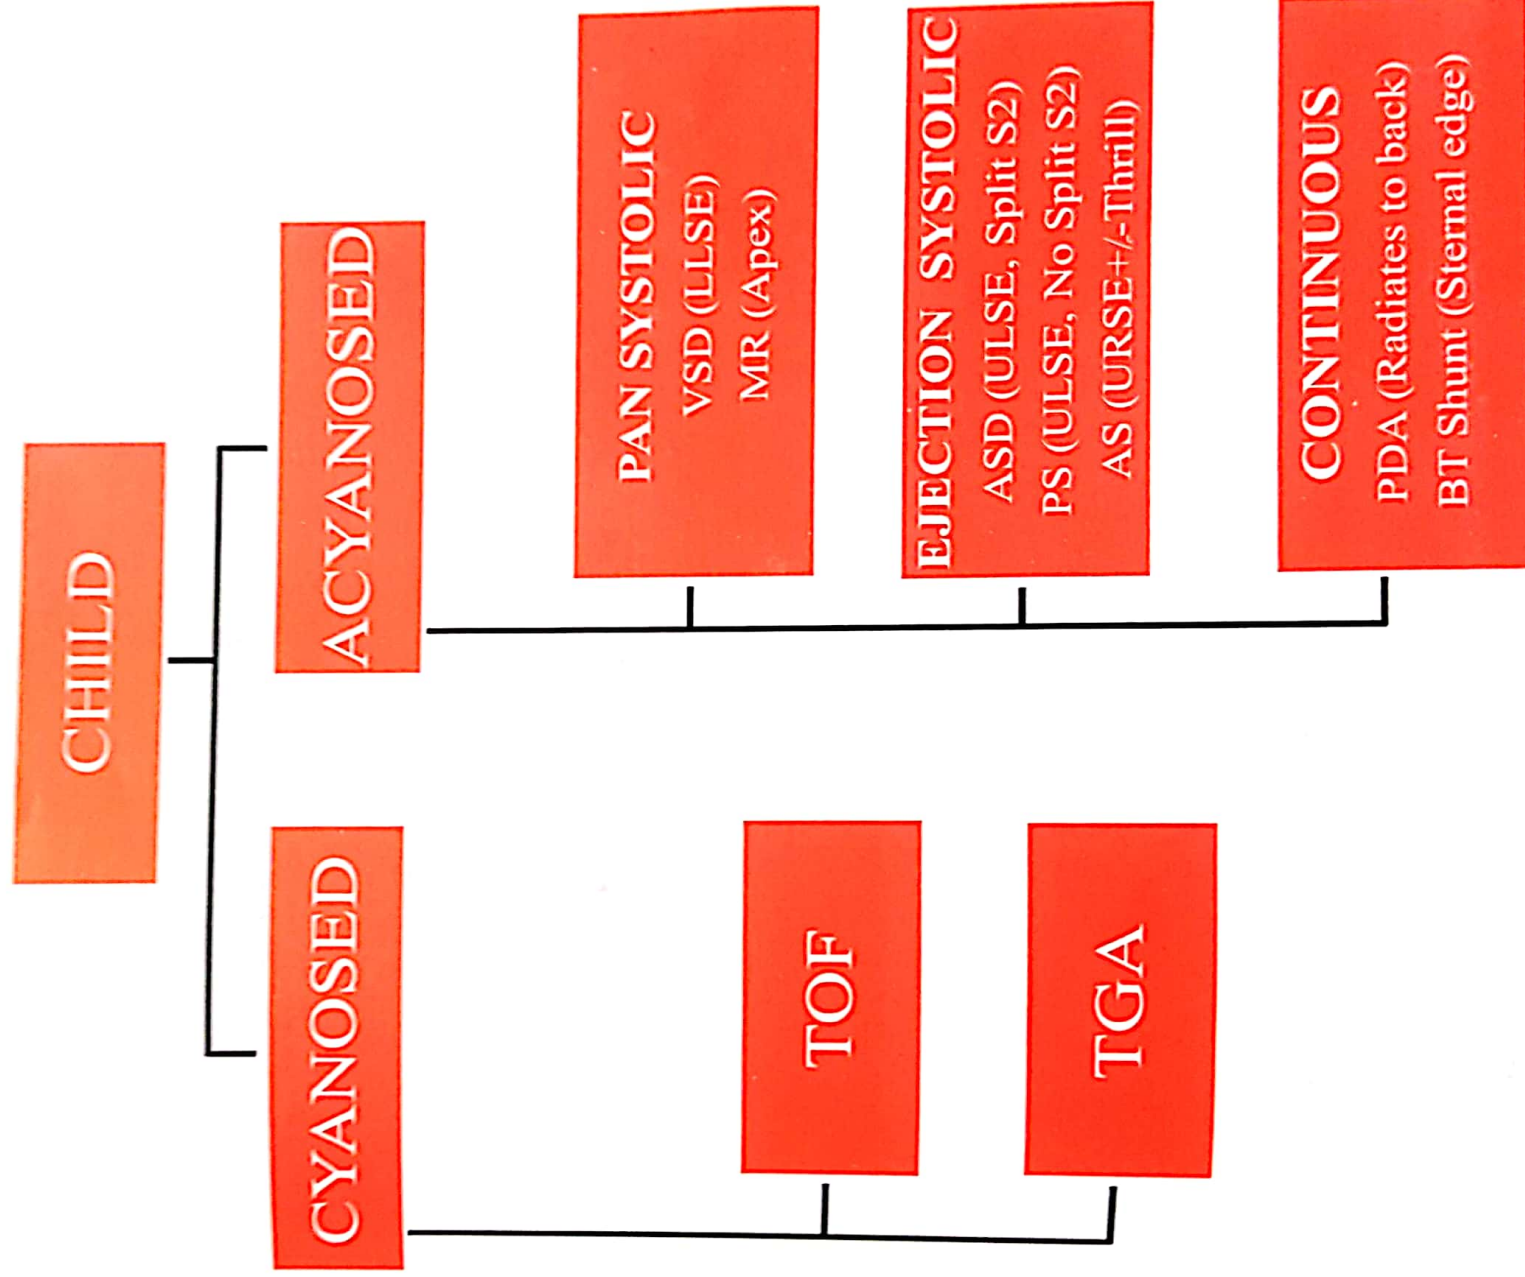 CHILD
CYANOSED
TOF
TGA
ACYANOSED
PAN SYSTOLIC
VSD (LLSE)
MR (Apex)
EJECTION SYSTOLIC
ASD (ULSE, Split S2)
PS (ULSE, No Split S2)
AS (URSE+/-Thrill)
CONTINUOUS
PDA (Radiates to back)
BT Shunt (Sternal edge)